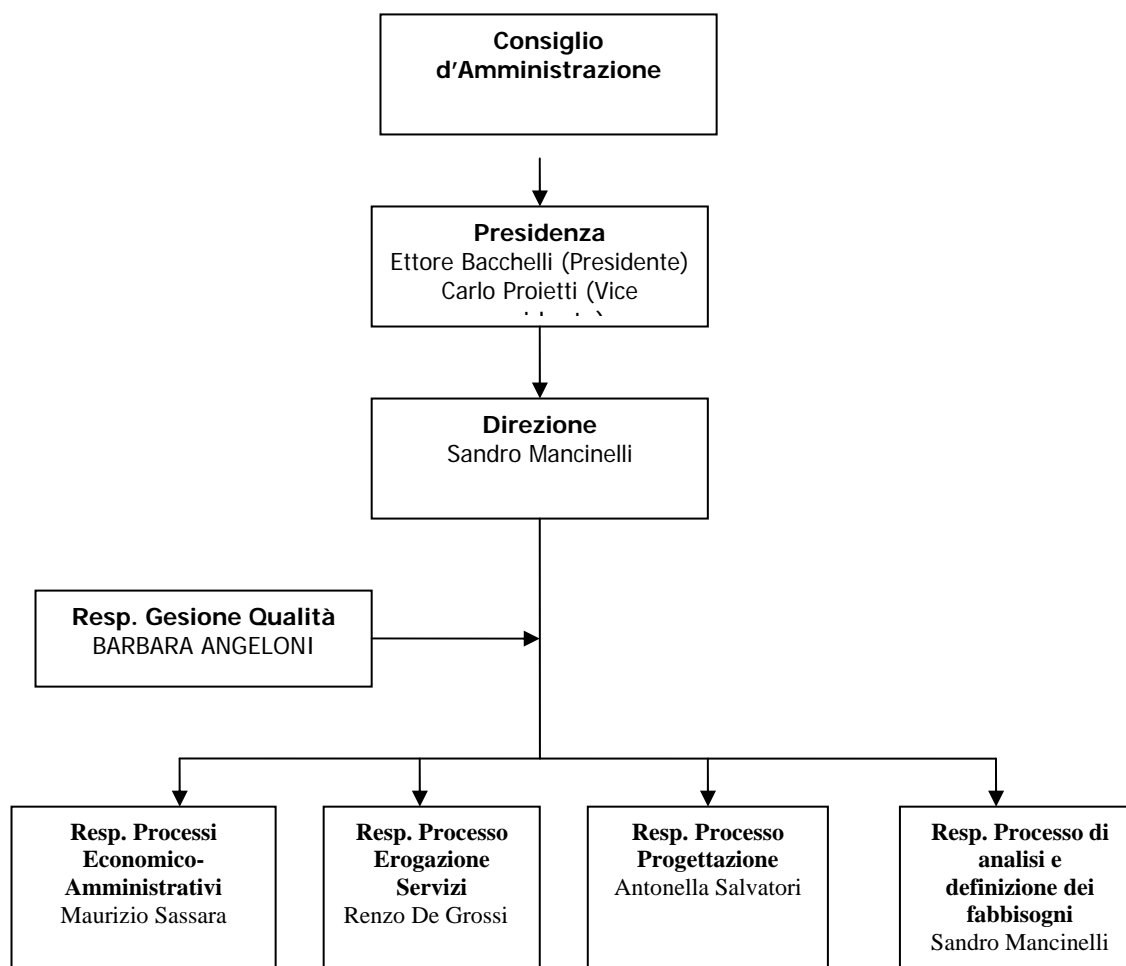 Consiglio
d'Amministrazione
Presidenza
Ettore Bacchelli (Presidente)
Carlo Proietti (Vice
Direzione
Sandro Mancinelli
Resp. Gesione Qualità
BARBARA ANGELONI
Resp. Processi
Economico-
Amministrativi
Maurizio Sassara
Resp. Processo
Erogazione
Servizi
Renzo De Grossi
Resp. Processo
Progettazione
Antonella Salvatori
Resp. Processo di
analisi e
definizione dei
fabbisogni
Sandro Mancinelli